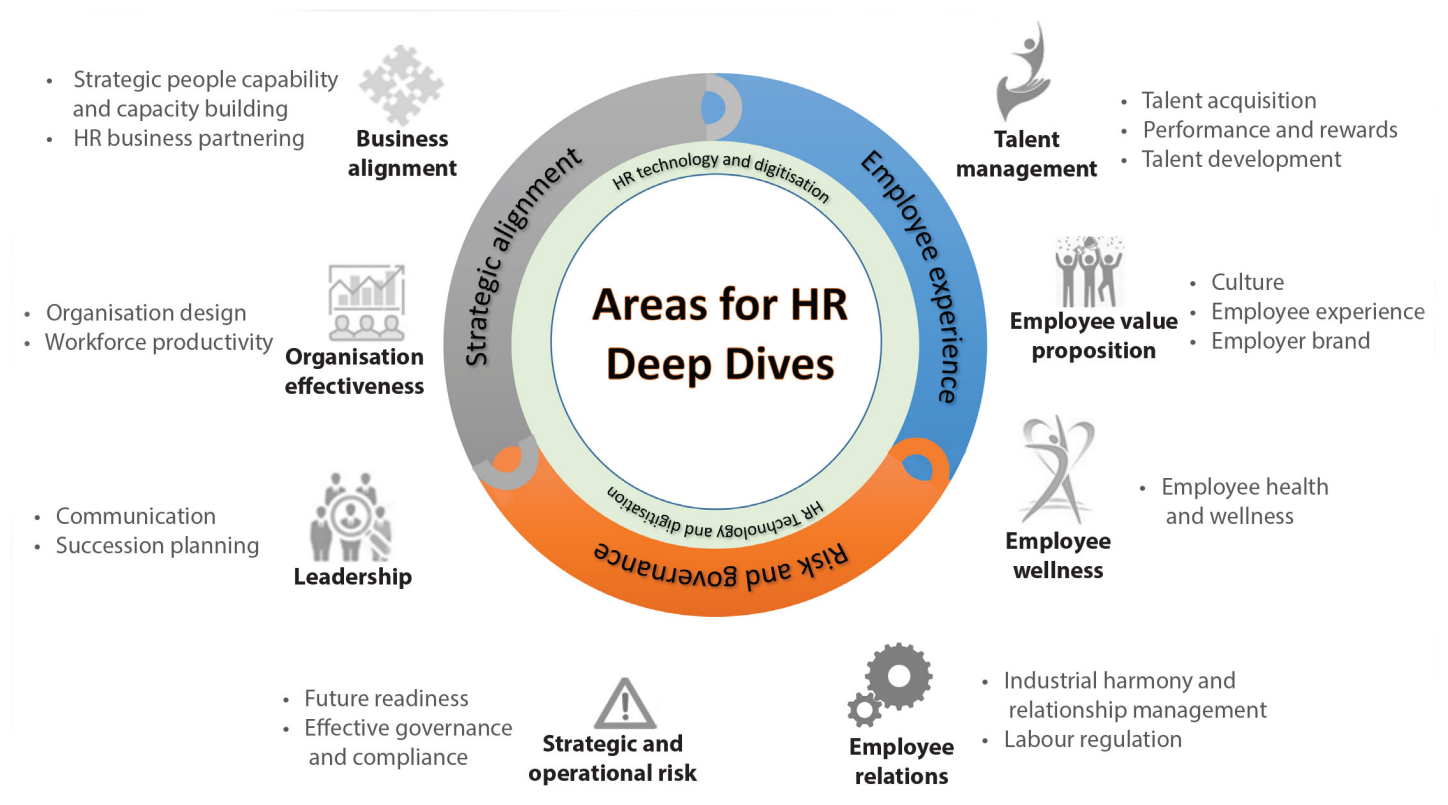 Areas for HR
Deep Dives
HR technology and digitisation
HR Technology and digitisation
Strategic alignment
Employee experience
Risk and governance
• Strategic people capability
and capacity building
• HR business partnering
Business
alignment
• Organisation design
• Workforce productivity
Organisation
effectiveness
• Communication
• Succession planning
Leadership
• Future readiness
• Effective governance
and compliance
Strategic and
operational risk
Talent
management
• Talent acquisition
• Performance and rewards
• Talent development
Employee value
proposition
• Culture
• Employee experience
• Employer brand
Employee
wellness
• Employee health
and wellness
Employee
relations
• Industrial harmony and
relationship management
• Labour regulation